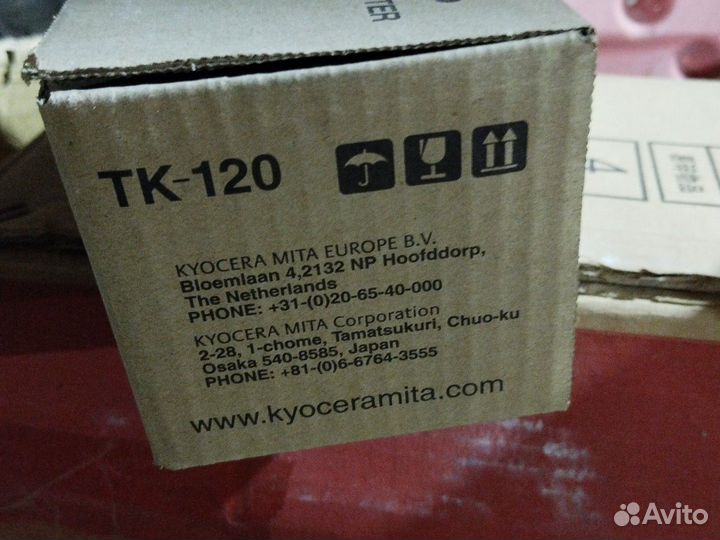 TK-120
KYOCERA MITA EUROPE B.V.
Bloemlaan 4,2132 NP Hoofddorp,
The Netherlands
PHONE: +31-(0)20-65-40-000
KYOCERA MITA Corporation
2-28, 1-chome, Tamatsukuri, Chuo-ku
Osaka 540-8585, Japan
PHONE: +81-(0)6-6764-3555
www.kyoceramita.com
4
Avito